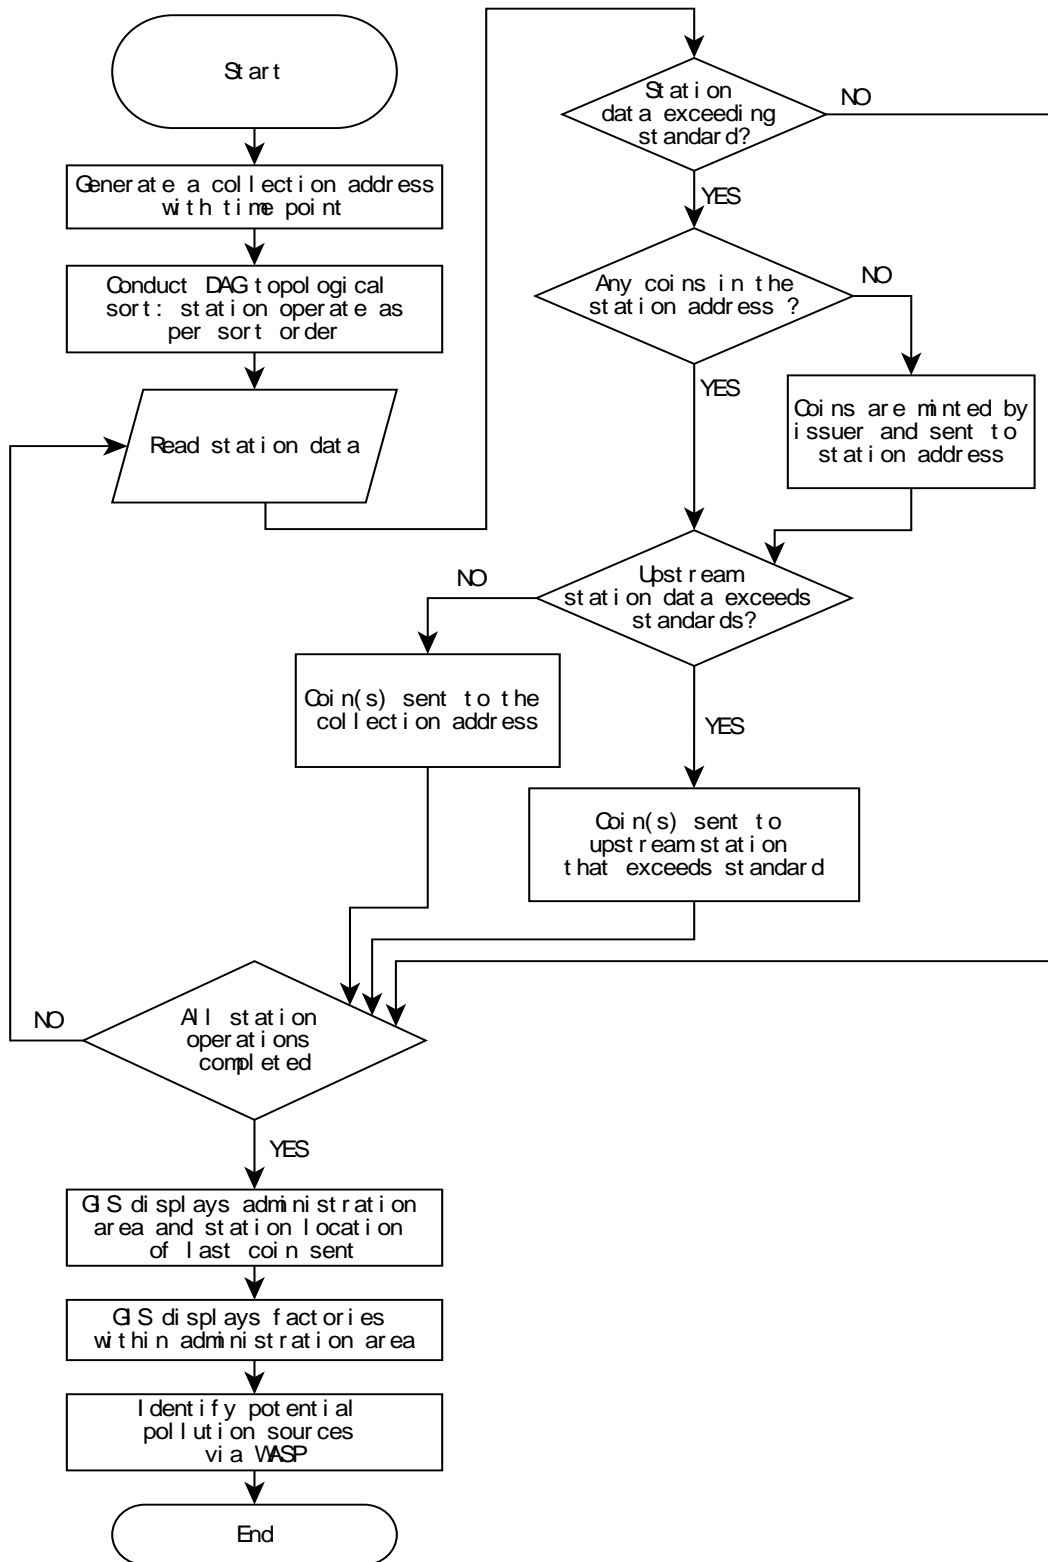 Start
Generate a collection address
with time point
Conduct DAG topological
sort: station operate as
per sort order
Read station data
Station
data exceeding
standard?
NO
YES
Any coins in the
station address ?
NO
YES
Coins are minted by
issuer and sent to
station address
Upstream
station data exceeds
standards?
NO
YES
Coin(s) sent to the
collection address
Coin(s) sent to
upstream station
that exceeds standard
All station
operations
completed
NO
YES
GIS displays administration
area and station location
of last coin sent
GIS displays factories
within administration area
Identify potential
pollution sources
via WASP
End